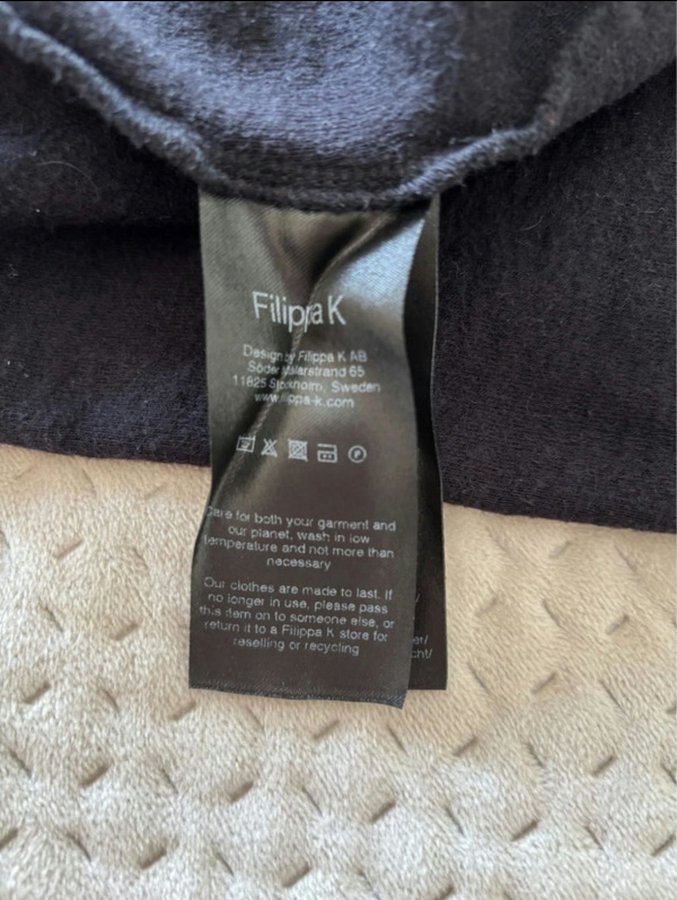 Filippa K
Design by Filippa K AB
Söder Mälarstrand 65
11825 Stockholm, Sweden
www.filippa-k.com
Care for both your garment and
our planet, wash in low
temperature and not more than
necessary
Our clothes are made to last. If
no longer in use, please pass
this item on to someone else, or
return it to a Filippa K store for
reselling or recycling
er/
cht/